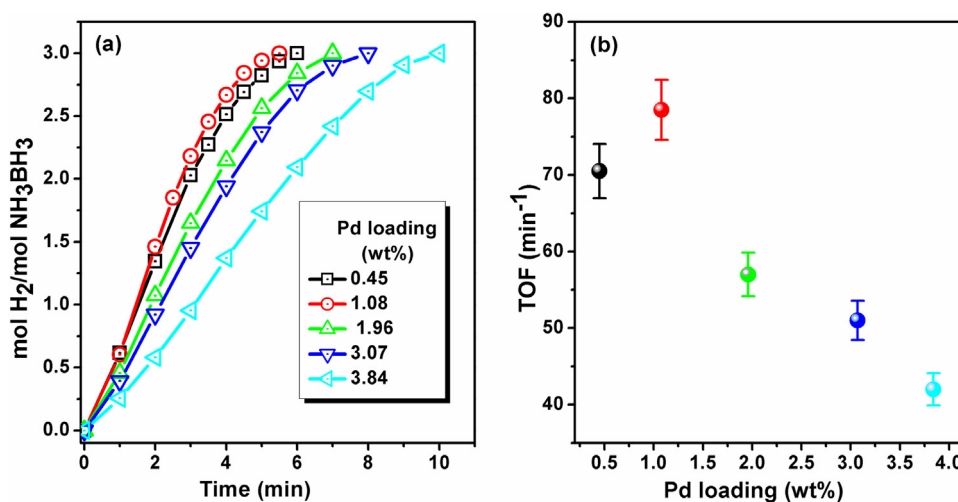 (a)
3.0
2.5
2.0
1.5
1.0
0.5
0.0
mol H2/mol NH3BH3
Pd loading
(wt%)
0.45
1.08
1.96
3.07
3.84
0 2 4 6 8 10
Time (min)
(b)
90
80
70
60
50
40
TOF (min-1)
0.5 1.0 1.5 2.0 2.5 3.0 3.5 4.0
Pd loading (wt%)